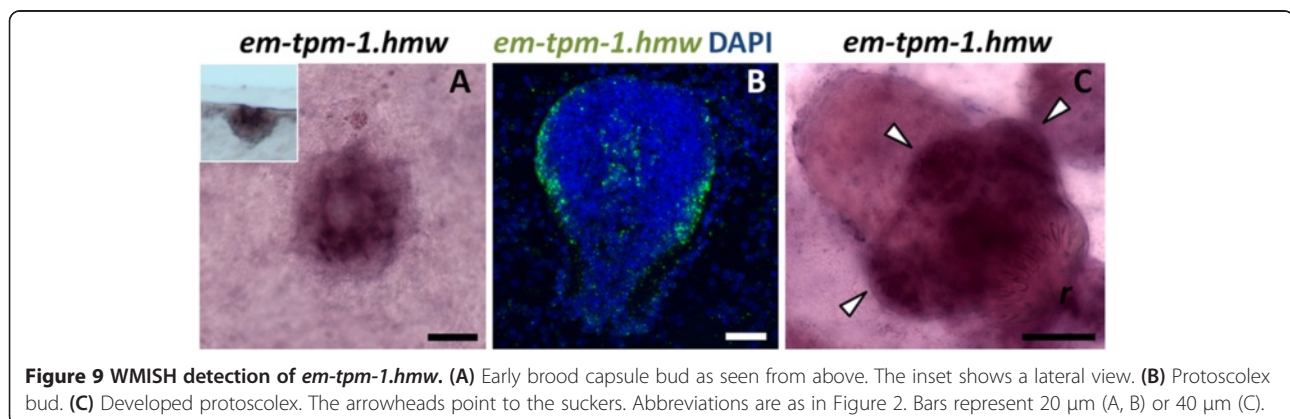 em-tpm-1.hmw em-tpm-1.hmw DAPI em-tpm-1.hmw
A B C
r
Figure 9 WMISH detection of em-tpm-1.hmw. (A) Early brood capsule bud as seen from above. The inset shows a lateral view. (B) Protoscolex
bud. (C) Developed protoscolex. The arrowheads point to the suckers. Abbreviations are as in Figure 2. Bars represent 20 μm (A, B) or 40 μm (C).